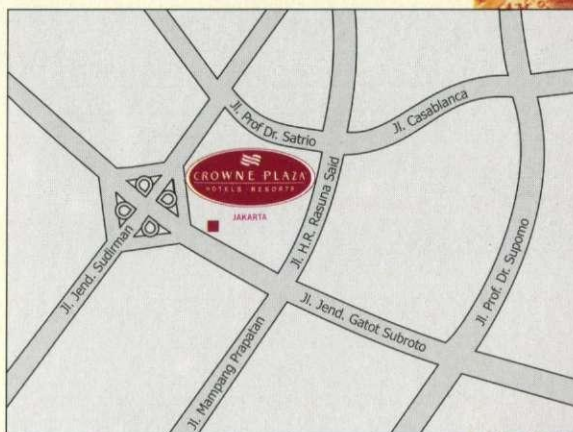 Jl. Prof Dr. Satrio
Jl. Casablanca
CROWNE PLAZA
HOTELS RESORTS
JAKARTA
Jl. H.R. Rasuna Said
Jl. Jend. Sudirman
Jl. Jend. Gatot Subroto
Jl. Prof. Dr. Supomo
Jl. Mampang Prapatan